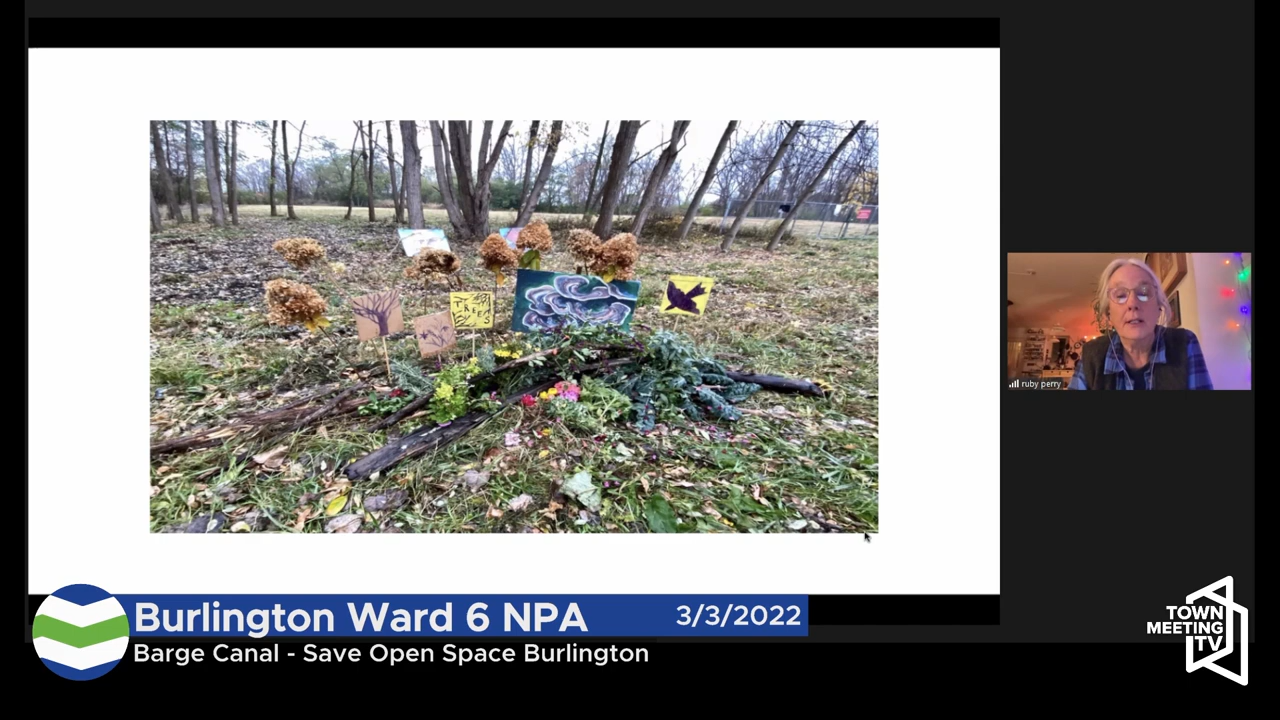 TREES
ruby perry
Burlington Ward 6 NPA
3/3/2022
Barge Canal - Save Open Space Burlington
TOWN
MEETING
TV